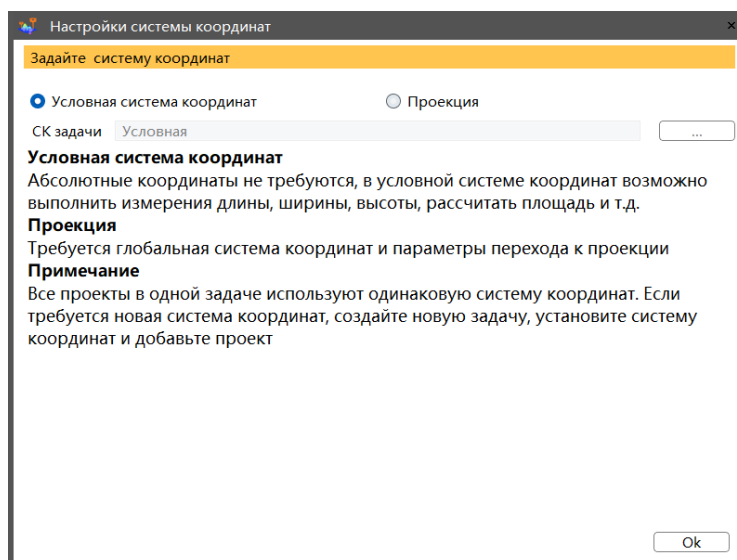 Настройки системы координат
×
Задайте систему координат
Условная система координат
Проекция
СК задачи
Условная
...
Условная система координат
Абсолютные координаты не требуются, в условной системе координат возможно
выполнить измерения длины, ширины, высоты, рассчитать площадь и т.д.
Проекция
Требуется глобальная система координат и параметры перехода к проекции
Примечание
Все проекты в одной задаче используют одинаковую систему координат. Если
требуется новая система координат, создайте новую задачу, установите систему
координат и добавьте проект
Ok